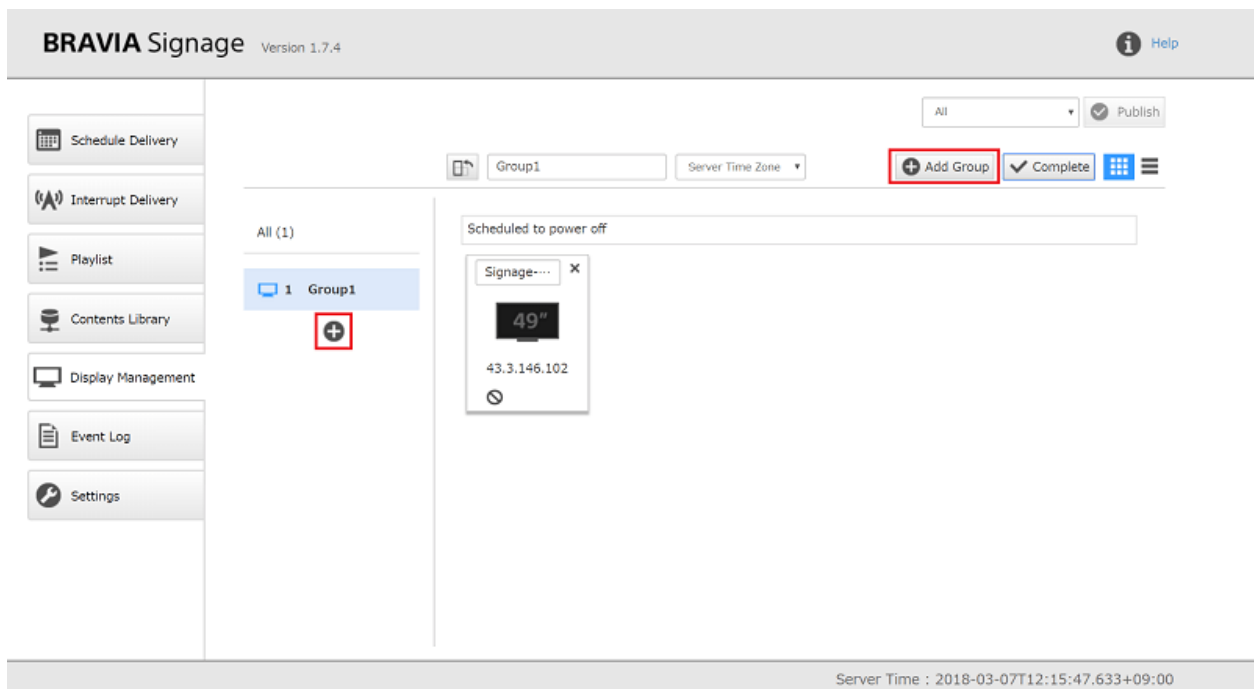 BRAVIA Signage Version 1.7.4
Help
All
Publish
Schedule Delivery
Interrupt Delivery
Playlist
Contents Library
Display Management
Event Log
Settings
Group1
Server Time Zone
Add Group
Complete
All (1)
1 Group1
Scheduled to power off
Signage-···
49"
43.3.146.102
Server Time : 2018-03-07T12:15:47.633+09:00